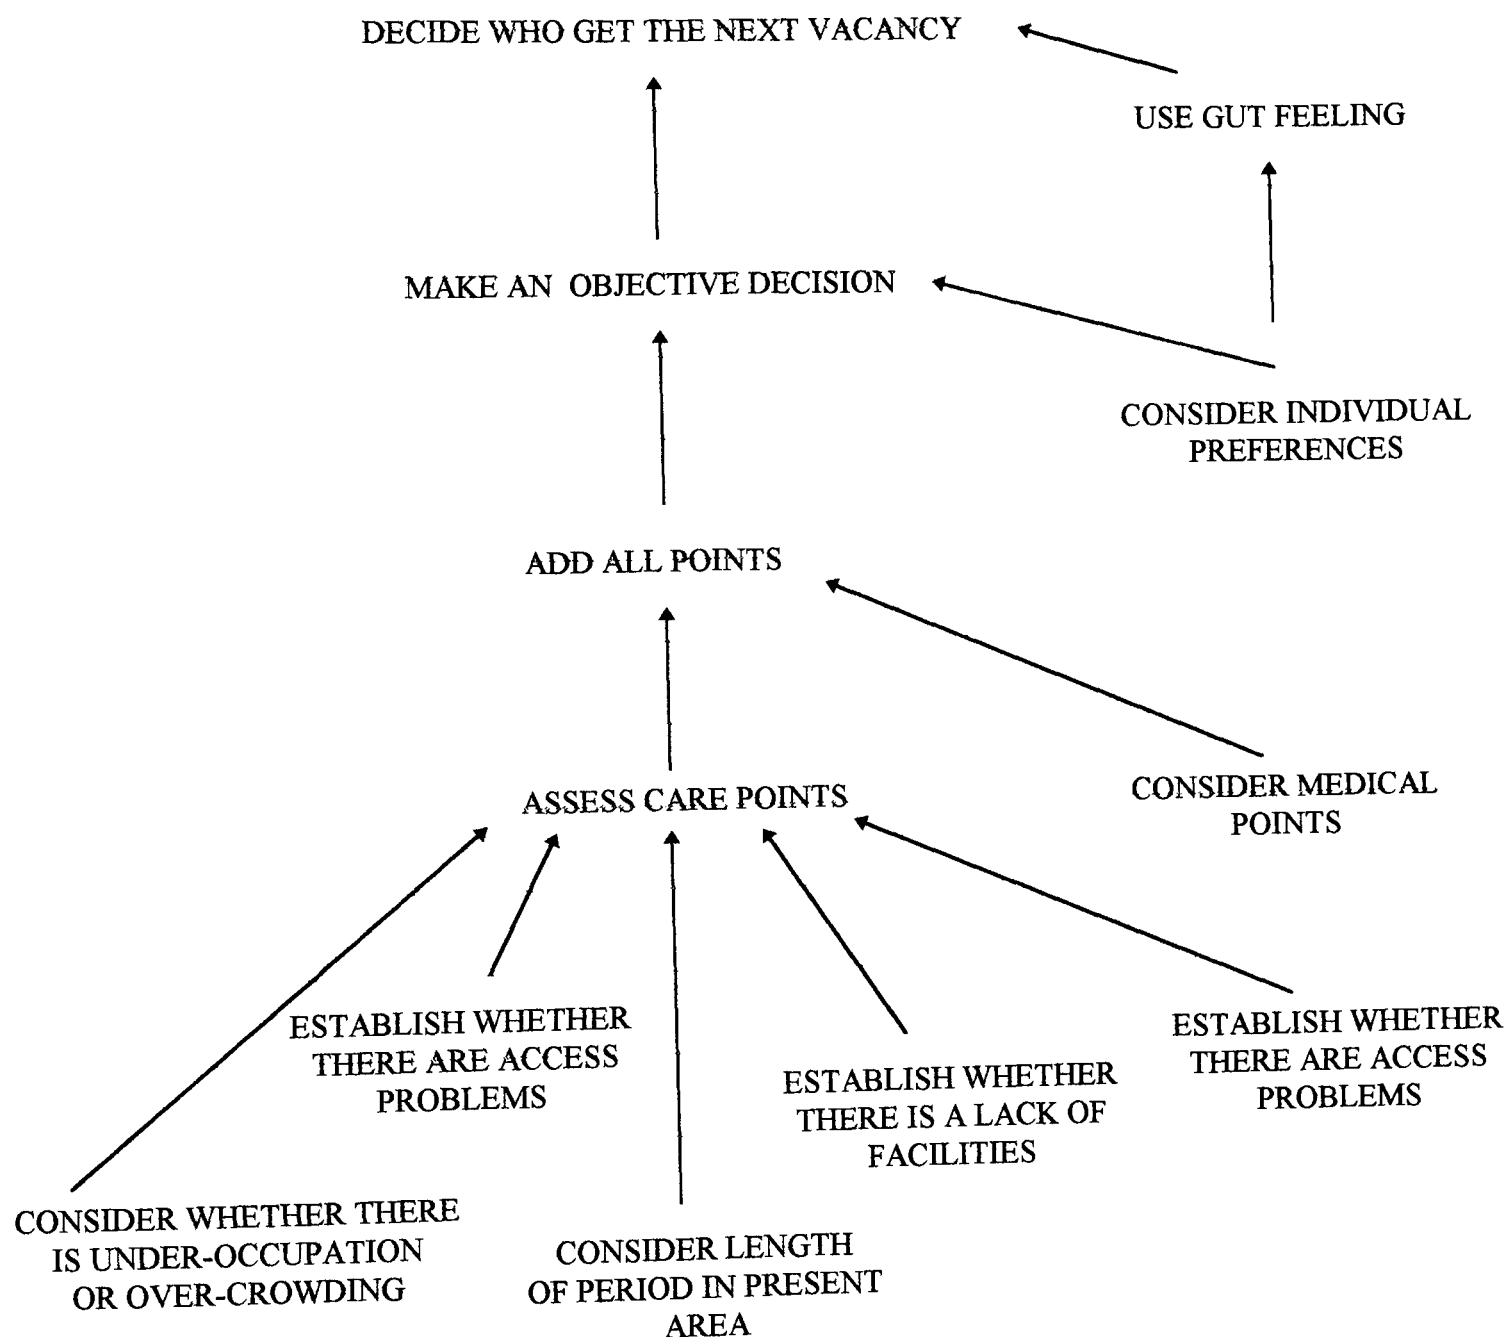 DECIDE WHO GET THE NEXT VACANCY
USE GUT FEELING
MAKE AN OBJECTIVE DECISION
CONSIDER INDIVIDUAL
PREFERENCES
ADD ALL POINTS
ASSESS CARE POINTS
CONSIDER MEDICAL
POINTS
ESTABLISH WHETHER
THERE ARE ACCESS
PROBLEMS
ESTABLISH WHETHER
THERE IS A LACK OF
FACILITIES
ESTABLISH WHETHER
THERE ARE ACCESS
PROBLEMS
CONSIDER WHETHER THERE
IS UNDER-OCCUPATION
OR OVER-CROWDING
CONSIDER LENGTH
OF PERIOD IN PRESENT
AREA